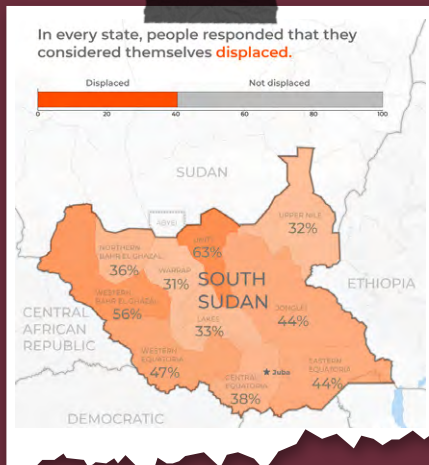 In every state, people responded that they
considered themselves displaced.
Displaced Not displaced
0 20 40 60 80 100
SUDAN
ABYEI
UPPER NILE
32%
UNITY
63%
NORTHERN
BAHR EL GHAZAL
36%
WARRAP
31%
SOUTH
SUDAN
ETHIOPIA
WESTERN
BAHR EL GHAZAL
56%
LAKES
33%
JONGLEI
44%
CENTRAL
AFRICAN
REPUBLIC
WESTERN
EQUATORIA
47%
CENTRAL
EQUATORIA
38%
Juba
EASTERN
EQUATORIA
44%
DEMOCRATIC